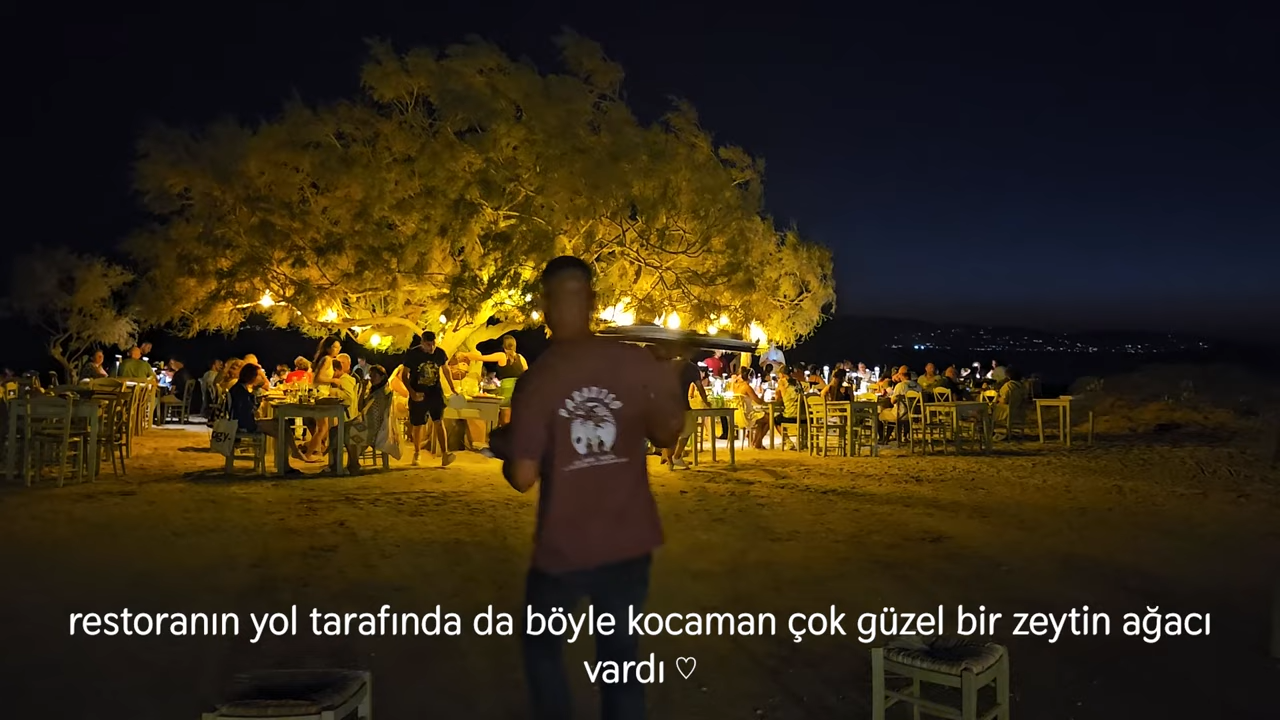 restoranın yol tarafında da böyle kocaman çok güzel bir zeytin ağacı
vardı ♡